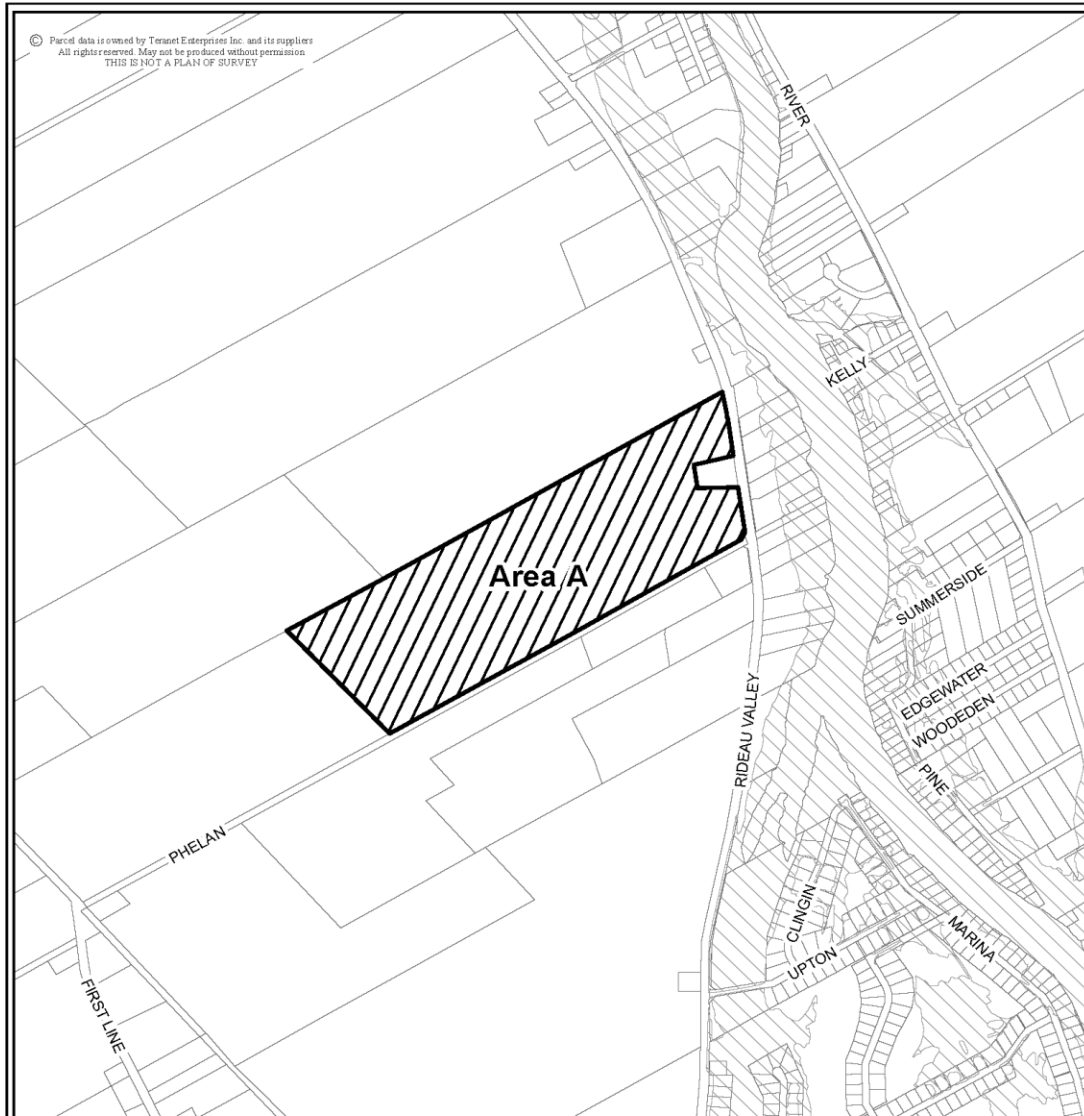 © Parcel data is owned by Teranet Enterprises Inc. and its suppliers
All rights reserved. May not be produced without permission
THIS IS NOT A PLAN OF SURVEY
RIVER
KELLY
Area A
SUMMERSIDE
EDGEWATER
WOODEDEN
RIDEAU VALLEY
PINE
PHELAN
CLINGIN
MARINA
UPTON
FIRST LINE